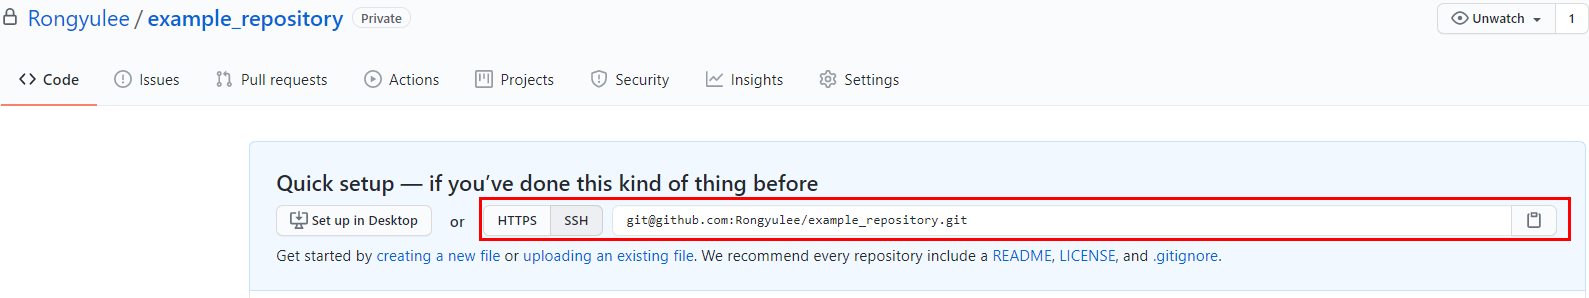 Rongyulee / example_repository Private Unwatch 1
Code Issues Pull requests Actions Projects Security Insights Settings
Quick setup — if you’ve done this kind of thing before
Set up in Desktop or HTTPS SSH git@github.com:Rongyulee/example_repository.git
Get started by creating a new file or uploading an existing file. We recommend every repository include a README, LICENSE, and .gitignore.